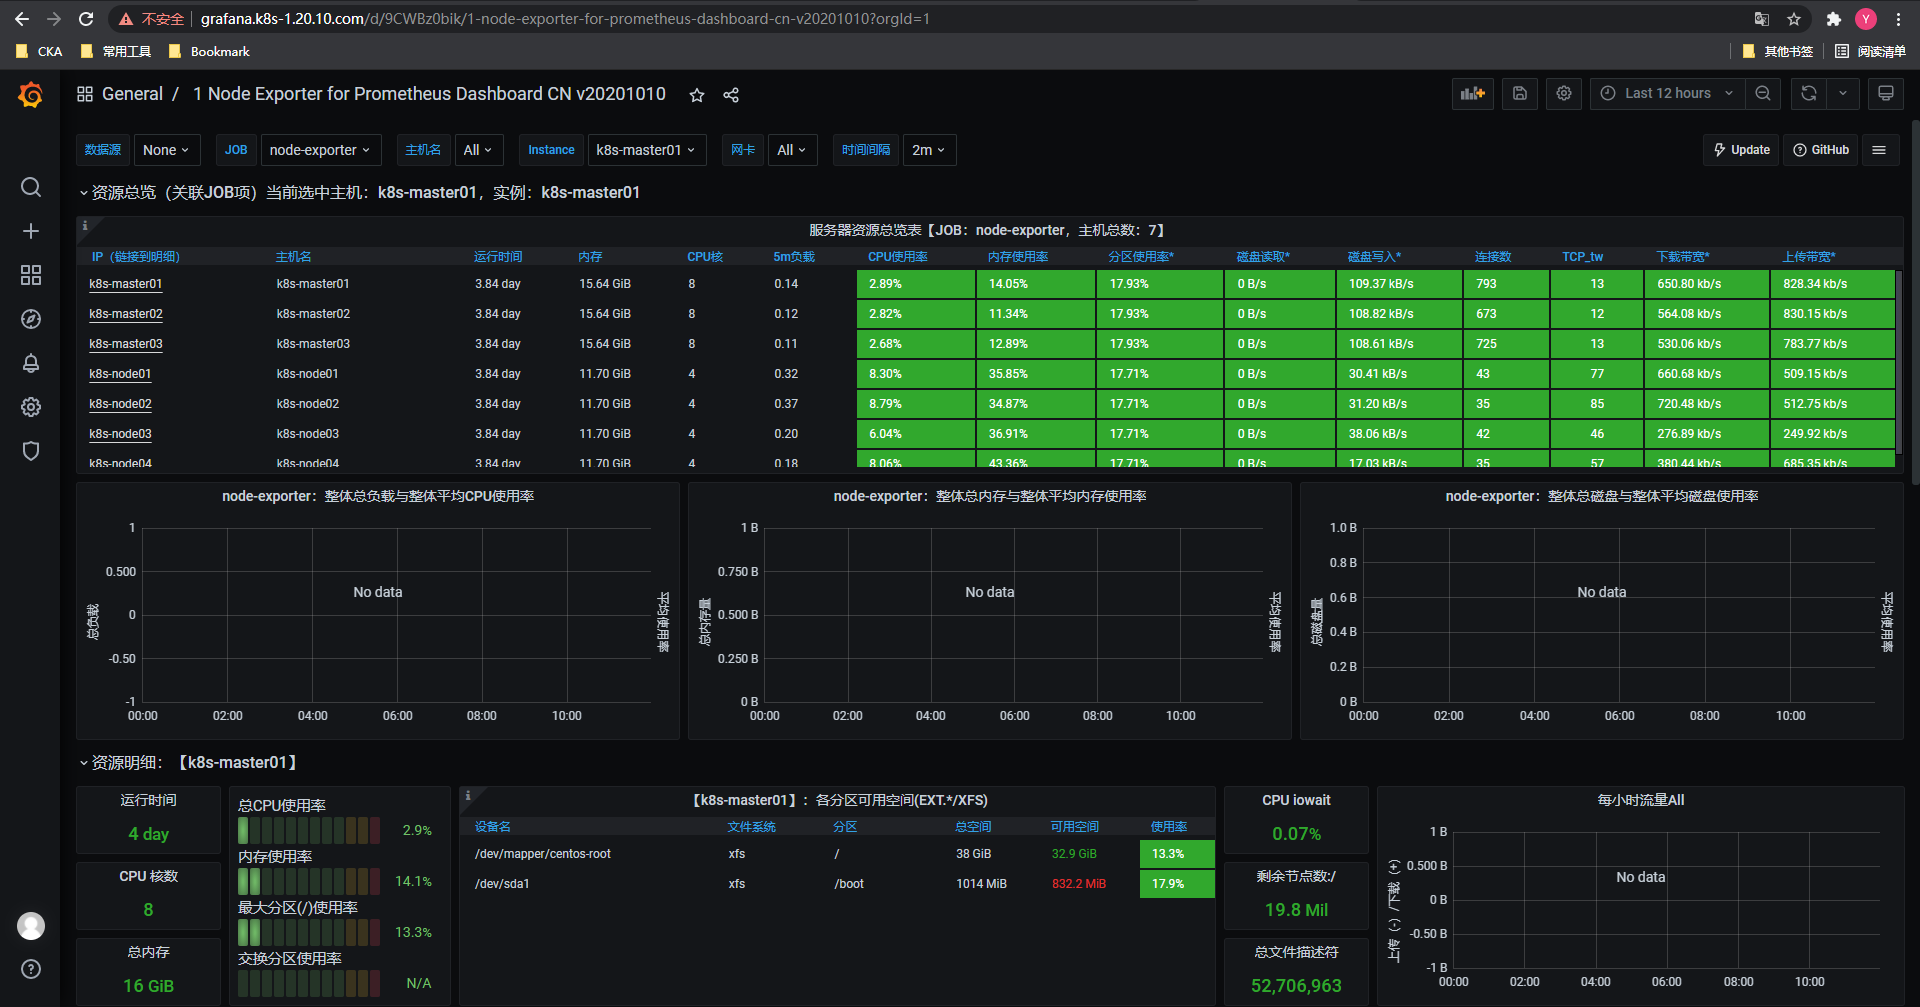 不安全 grafana.k8s-1.20.10.com/d/9CWBz0bik/1-node-exporter-for-prometheus-dashboard-cn-v20201010?orgId=1 Y
CKA 常用工具 Bookmark 其他书签 阅读清单
General / 1 Node Exporter for Prometheus Dashboard CN v20201010 Last 12 hours
数据源 None JOB node-exporter 主机名 All Instance k8s-master01 网卡 All 时间间隔 2m Update GitHub
资源总览（关联JOB项）当前选中主机：k8s-master01，实例：k8s-master01
服务器资源总览表【JOB：node-exporter，主机总数：7】
IP（链接到明细） 主机名 运行时间 内存 CPU核 5m负载 CPU使用率 内存使用率 分区使用率* 磁盘读取* 磁盘写入* 连接数 TCP_tw 下载带宽* 上传带宽*
k8s-master01 k8s-master01 3.84 day 15.64 GiB 8 0.14 2.89% 14.05% 17.93% 0 B/s 109.37 kB/s 793 13 650.80 kb/s 828.34 kb/s
k8s-master02 k8s-master02 3.84 day 15.64 GiB 8 0.12 2.82% 11.34% 17.93% 0 B/s 108.82 kB/s 673 12 564.08 kb/s 830.15 kb/s
k8s-master03 k8s-master03 3.84 day 15.64 GiB 8 0.11 2.68% 12.89% 17.93% 0 B/s 108.61 kB/s 725 13 530.06 kb/s 783.77 kb/s
k8s-node01 k8s-node01 3.84 day 11.70 GiB 4 0.32 8.30% 35.85% 17.71% 0 B/s 30.41 kB/s 43 77 660.68 kb/s 509.15 kb/s
k8s-node02 k8s-node02 3.84 day 11.70 GiB 4 0.37 8.79% 34.87% 17.71% 0 B/s 31.20 kB/s 35 85 720.48 kb/s 512.75 kb/s
k8s-node03 k8s-node03 3.84 day 11.70 GiB 4 0.20 6.04% 36.91% 17.71% 0 B/s 38.06 kB/s 42 46 276.89 kb/s 249.92 kb/s
k8s-node04 k8s-node04 3.84 day 11.70 GiB 4 0.18 8.06% 43.36% 17.71% 0 B/s 17.03 kB/s 35 57 380.44 kb/s 685.35 kb/s
node-exporter：整体总负载与整体平均CPU使用率
1
0.500
0
-0.50
-1
No data
总负载
平均使用率
00:00 02:00 04:00 06:00 08:00 10:00
node-exporter：整体总内存与整体平均内存使用率
1 B
0.750 B
0.500 B
0.250 B
0 B
No data
总内存量
平均使用率
00:00 02:00 04:00 06:00 08:00 10:00
node-exporter：整体总磁盘与整体平均磁盘使用率
1.0 B
0.8 B
0.6 B
0.4 B
0.2 B
0 B
No data
总磁盘量
平均使用率
00:00 02:00 04:00 06:00 08:00 10:00
资源明细：【k8s-master01】
运行时间
4 day
CPU 核数
8
总内存
16 GiB
总CPU使用率
2.9%
内存使用率
14.1%
最大分区(/)使用率
13.3%
交换分区使用率
N/A
【k8s-master01】：各分区可用空间(EXT.*/XFS)
设备名 文件系统 分区 总空间 可用空间 使用率
/dev/mapper/centos-root xfs / 38 GiB 32.9 GiB 13.3%
/dev/sda1 xfs /boot 1014 MiB 832.2 MiB 17.9%
CPU iowait
0.07%
剩余节点数:/
19.8 Mil
总文件描述符
52,706,963
每小时流量All
1 B
0.500 B
0 B
-0.50 B
-1 B
No data
上传（-）/下载（+）
00:00 02:00 04:00 06:00 08:00 10:00